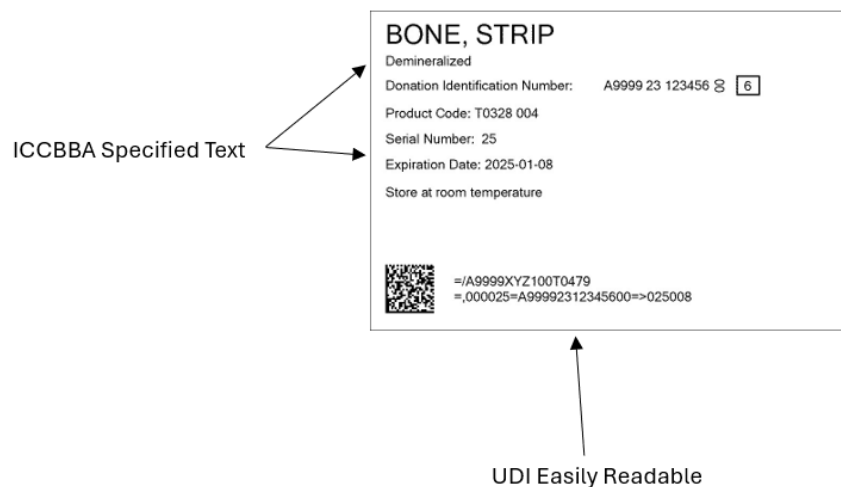 BONE, STRIP
Demineralized
Donation Identification Number: A9999 23 123456 00 6
Product Code: T0328 004
ICCBBA Specified Text
Serial Number: 25
Expiration Date: 2025-01-08
Store at room temperature
=/A9999XYZ100T0479
=,000025=A99992312345600=>025008
UDI Easily Readable